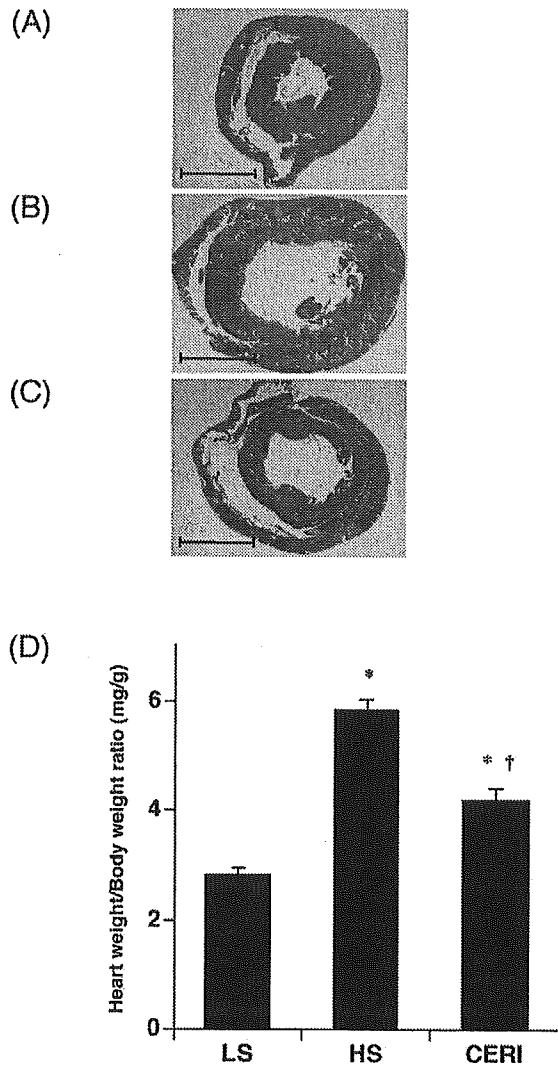 (A)
(B)
(C)
(D)
Heart weight/Body weight ratio (mg/g)
6
4
2
0
*
* †
LS HS CERI